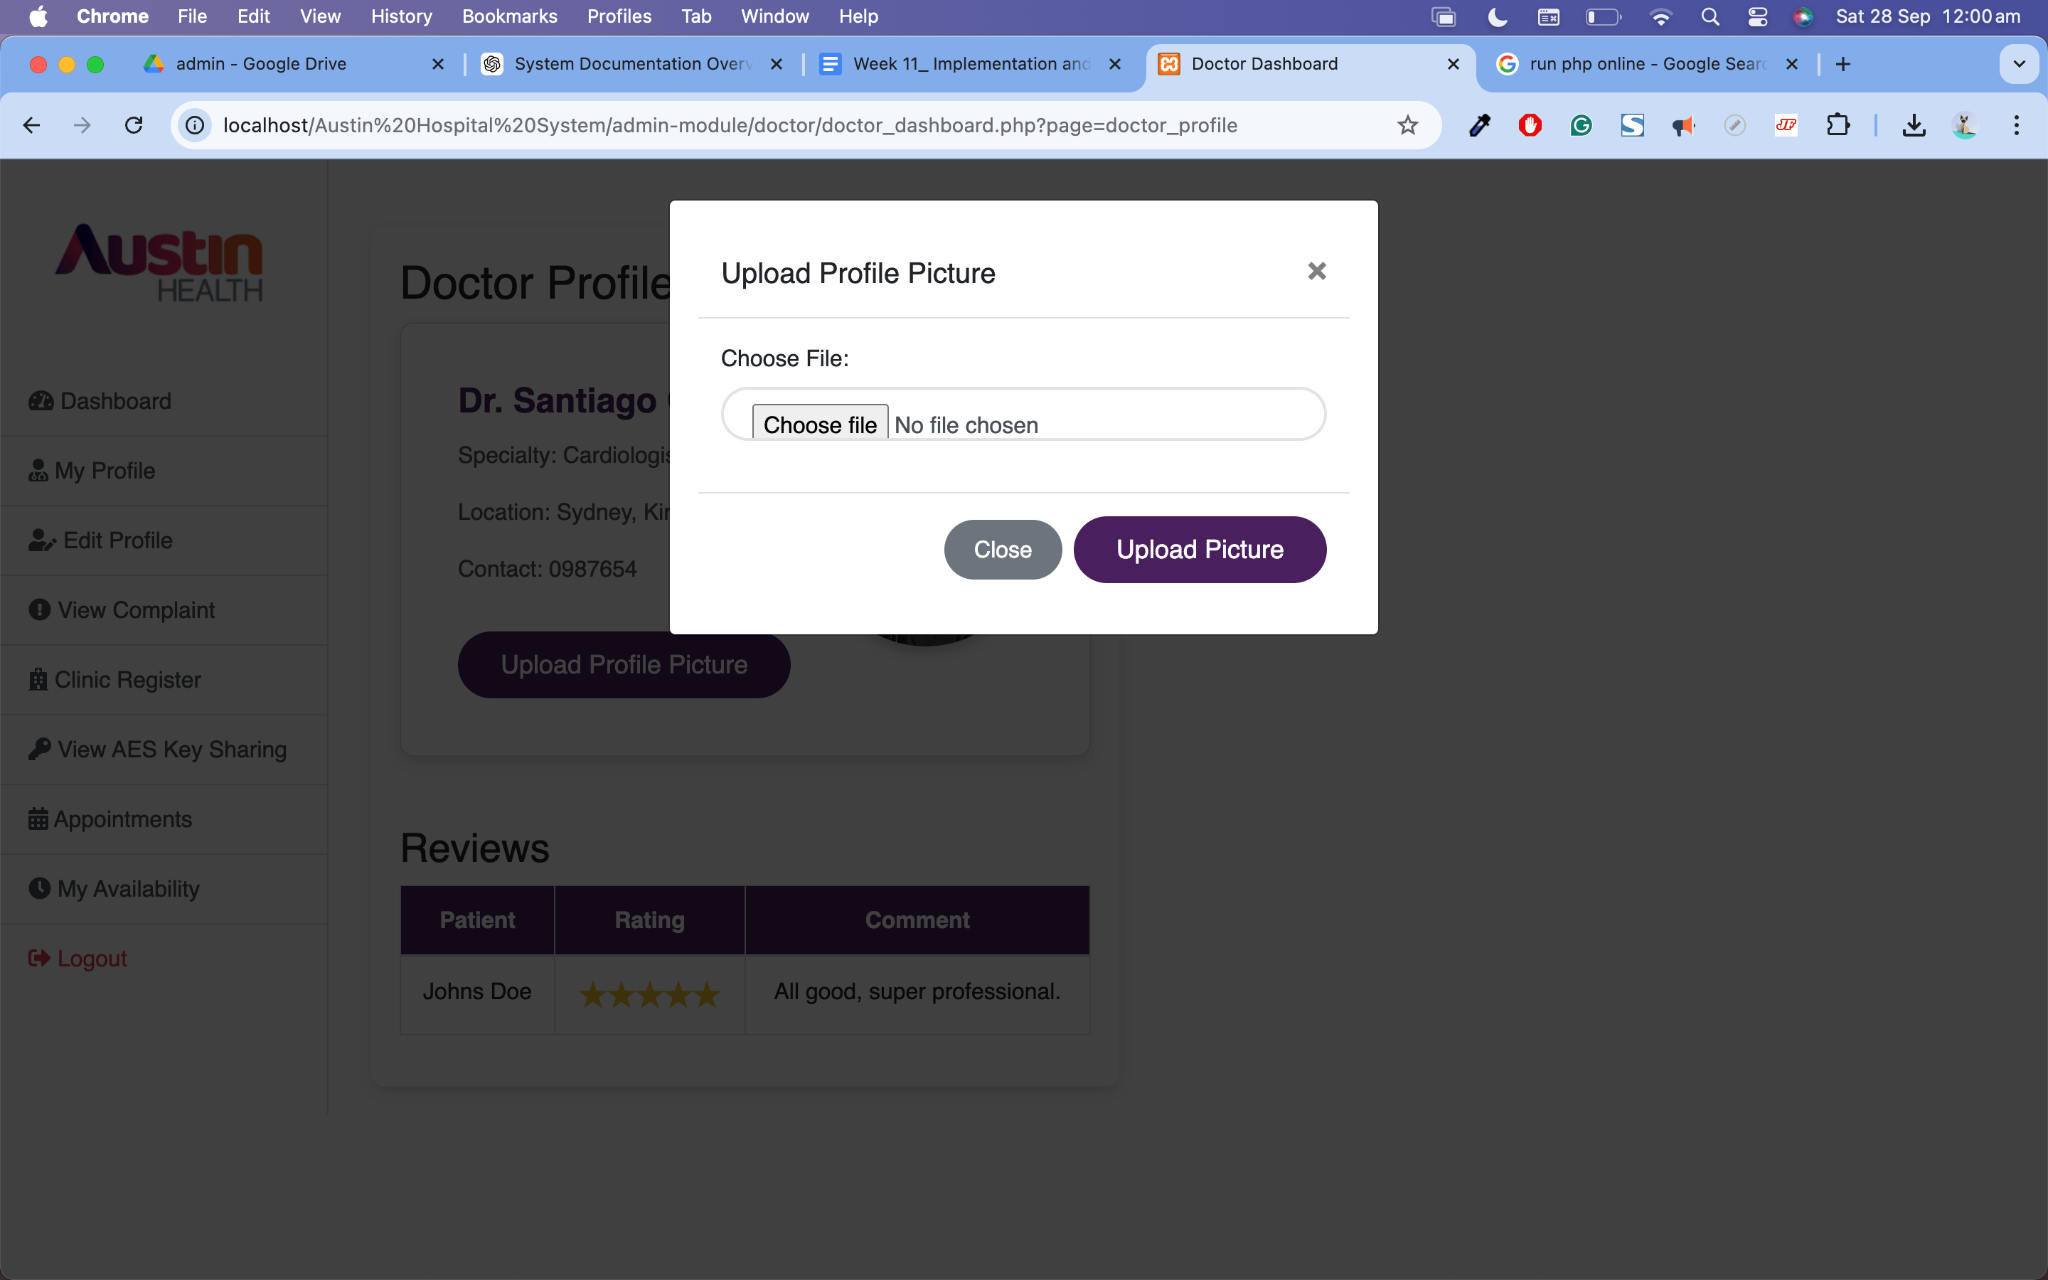 Chrome File Edit View History Bookmarks Profiles Tab Window Help Sat 28 Sep 12:00 am
admin - Google Drive System Documentation Over Week 11_ Implementation and Doctor Dashboard run php online - Google Sear
localhost/Austin%20Hospital%20System/admin-module/doctor/doctor_dashboard.php?page=doctor_profile
Austin
HEALTH
Dashboard
My Profile
Edit Profile
View Complaint
Clinic Register
View AES Key Sharing
Appointments
My Availability
Logout
Doctor Profile
Dr. Santiago
Specialty: Cardiologis
Location: Sydney, Kin
Contact: 0987654
Upload Profile Picture
Upload Profile Picture
Choose File:
Choose file No file chosen
Close Upload Picture
Reviews
Patient Rating Comment
Johns Doe ★★★★★ All good, super professional.